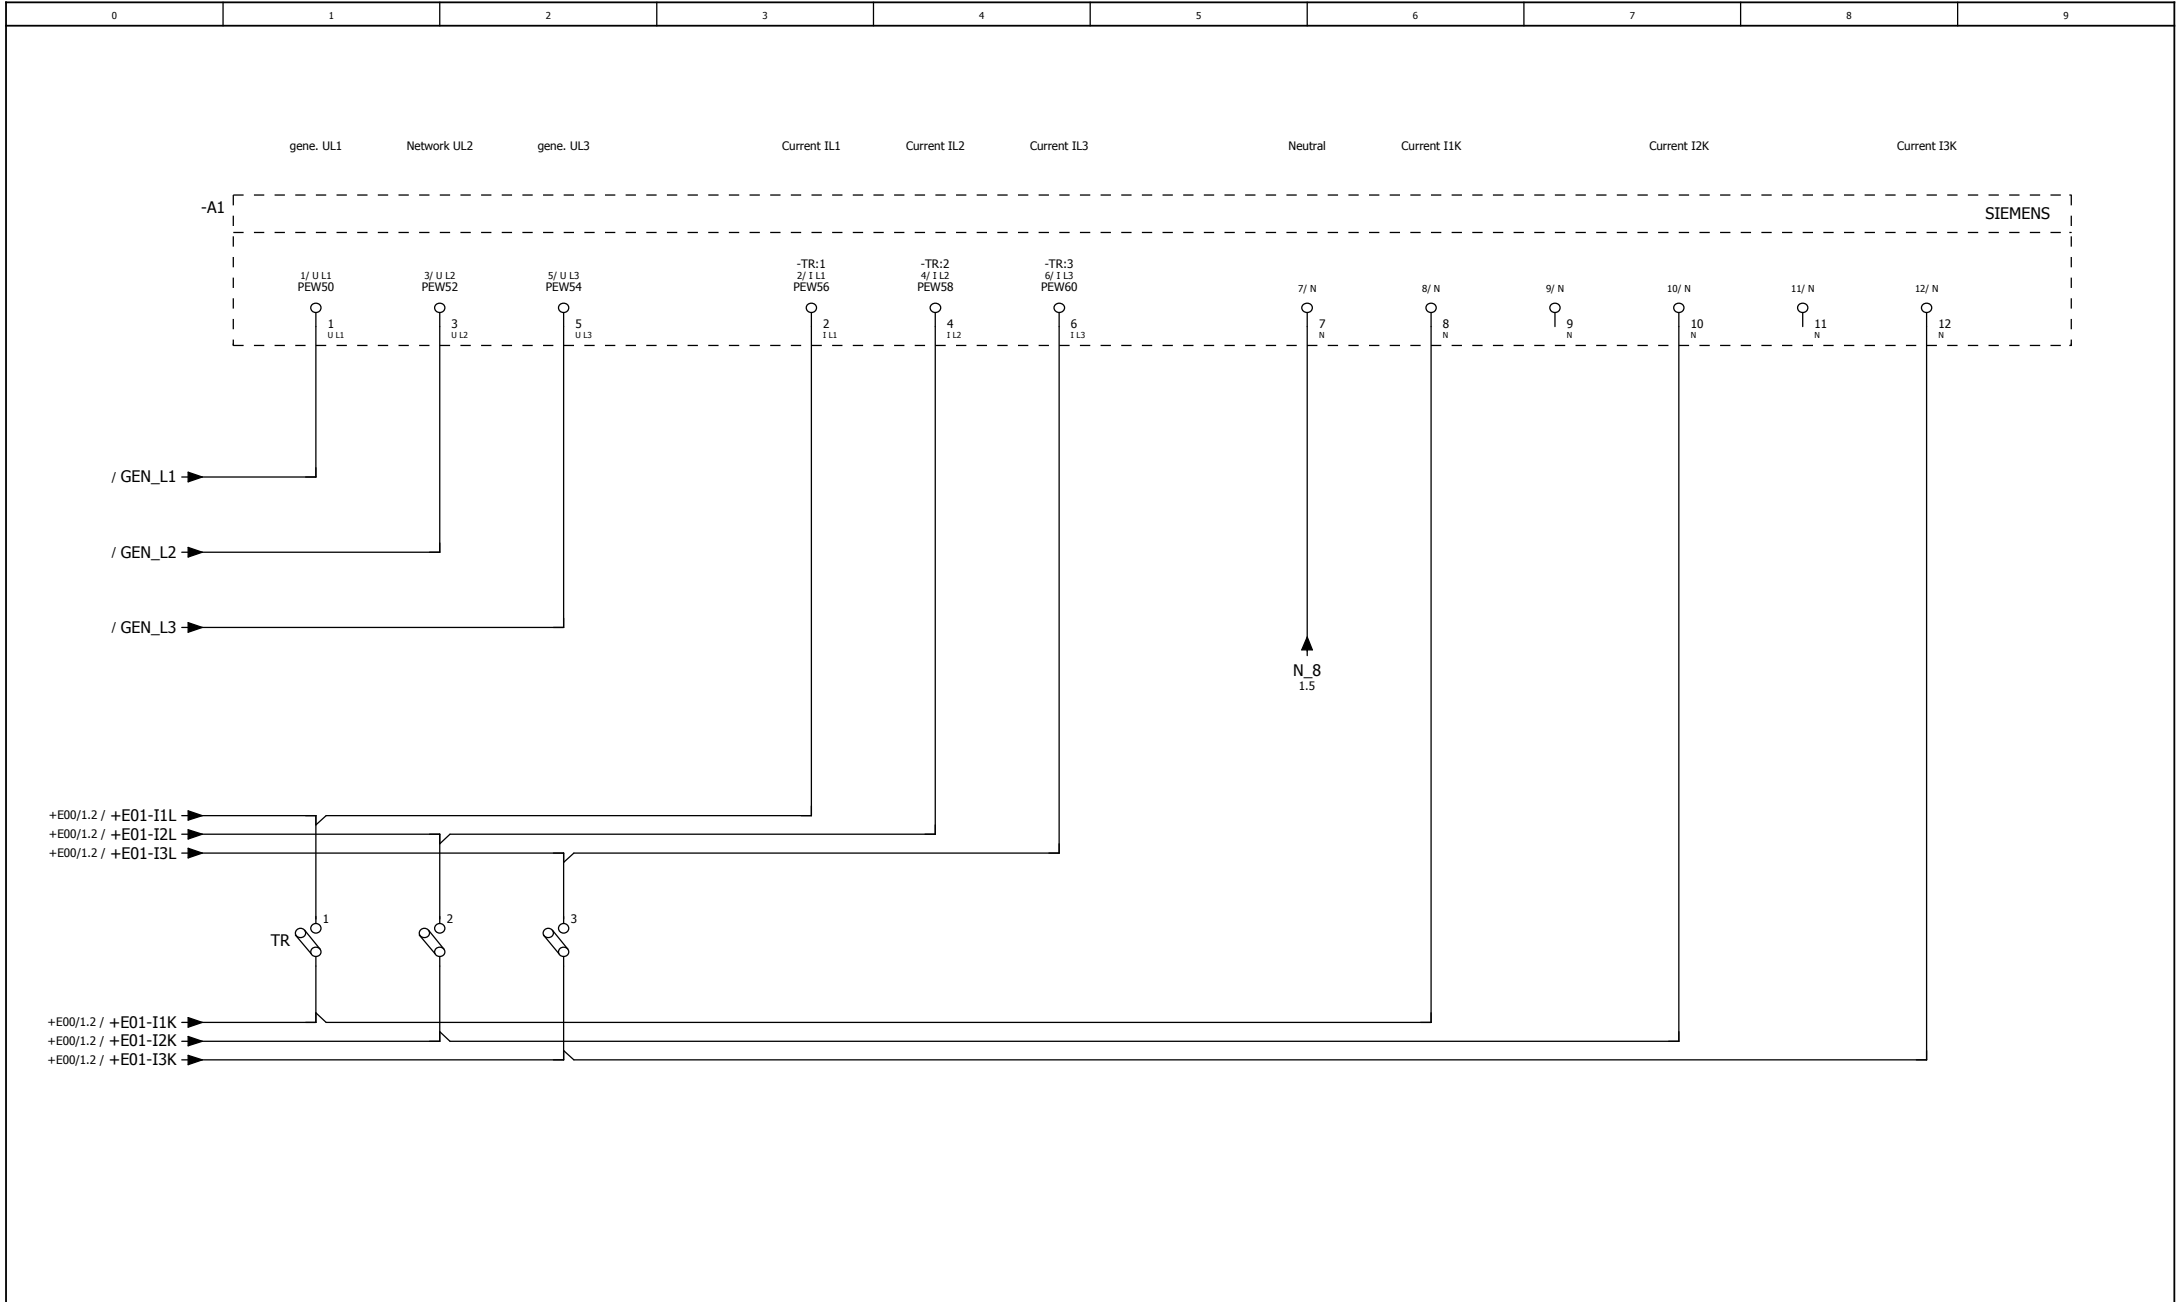 0 1 2 3 4 5 6 7 8 9
gene. UL1 Network UL2 gene. UL3 Current IL1 Current IL2 Current IL3 Neutral Current I1K Current I2K Current I3K
-A1 SIEMENS
-TR:1 -TR:2 -TR:3
1/ U L1 3/ U L2 5/ U L3 2/ I L1 4/ I L2 6/ I L3
PEW50 PEW52 PEW54 PEW56 PEW58 PEW60
7/ N 8/ N 9/ N 10/ N 11/ N 12/ N
1 3 5 2 4 6 7 8 9 10 11 12
U L1 U L2 U L3 I L1 I L2 I L3 N N N N N N
/ GEN_L1
/ GEN_L2
/ GEN_L3
N_8
1.5
+E00/1.2 / +E01-I1L
+E00/1.2 / +E01-I2L
+E00/1.2 / +E01-I3L
1 2 3
TR
+E00/1.2 / +E01-I1K
+E00/1.2 / +E01-I2K
+E00/1.2 / +E01-I3K